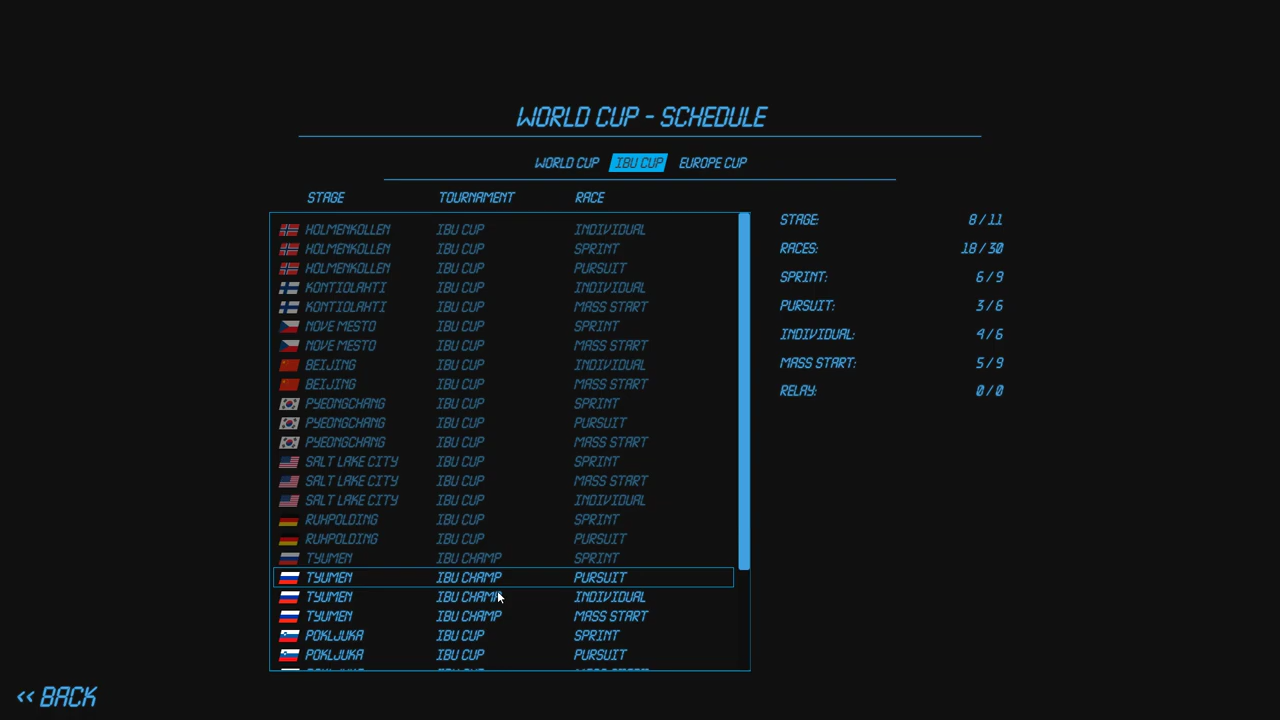 WORLD CUP - SCHEDULE
WORLD CUP IBU CUP EUROPE CUP
STAGE TOURNAMENT RACE
HOLMENKOLLEN IBU CUP INDIVIDUAL
HOLMENKOLLEN IBU CUP SPRINT
HOLMENKOLLEN IBU CUP PURSUIT
KONTIOLAHTI IBU CUP INDIVIDUAL
KONTIOLAHTI IBU CUP MASS START
NOVE MESTO IBU CUP SPRINT
NOVE MESTO IBU CUP MASS START
BEIJING IBU CUP INDIVIDUAL
BEIJING IBU CUP MASS START
PYEONGCHANG IBU CUP SPRINT
PYEONGCHANG IBU CUP PURSUIT
PYEONGCHANG IBU CUP MASS START
SALT LAKE CITY IBU CUP SPRINT
SALT LAKE CITY IBU CUP MASS START
SALT LAKE CITY IBU CUP INDIVIDUAL
RUHPOLDING IBU CUP SPRINT
RUHPOLDING IBU CUP PURSUIT
TYUMEN IBU CHAMP SPRINT
TYUMEN IBU CHAMP PURSUIT
TYUMEN IBU CHAMP INDIVIDUAL
TYUMEN IBU CHAMP MASS START
POKLJUKA IBU CUP SPRINT
POKLJUKA IBU CUP PURSUIT
STAGE: 8/11
RACES: 18/30
SPRINT: 6/9
PURSUIT: 3/6
INDIVIDUAL: 4/6
MASS START: 5/9
RELAY: 0/0
<< BACK